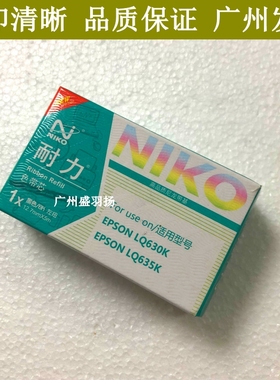 印清晰 品质保证 广州发
NIKO
耐力
Ribbon Refill
色带芯
1x
NIKO
For use on/适用型号
EPSON LQ630K
EPSON LQ635K
广州盛羽扬